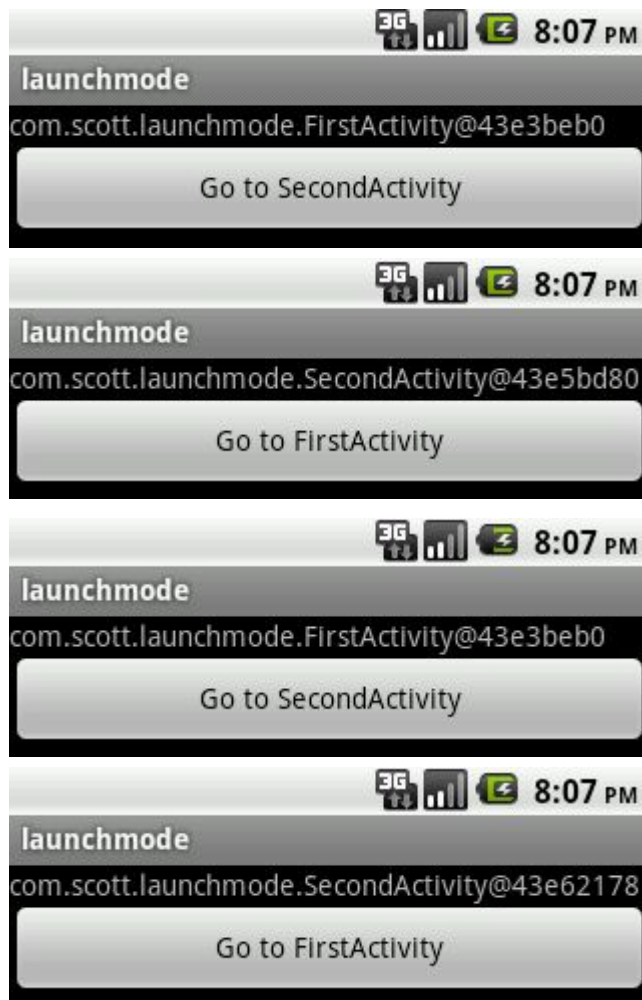 3G 8:07 PM
launchmode
com.scott.launchmode.FirstActivity@43e3beb0
Go to SecondActivity
3G 8:07 PM
launchmode
com.scott.launchmode.SecondActivity@43e5bd80
Go to FirstActivity
3G 8:07 PM
launchmode
com.scott.launchmode.FirstActivity@43e3beb0
Go to SecondActivity
3G 8:07 PM
launchmode
com.scott.launchmode.SecondActivity@43e62178
Go to FirstActivity